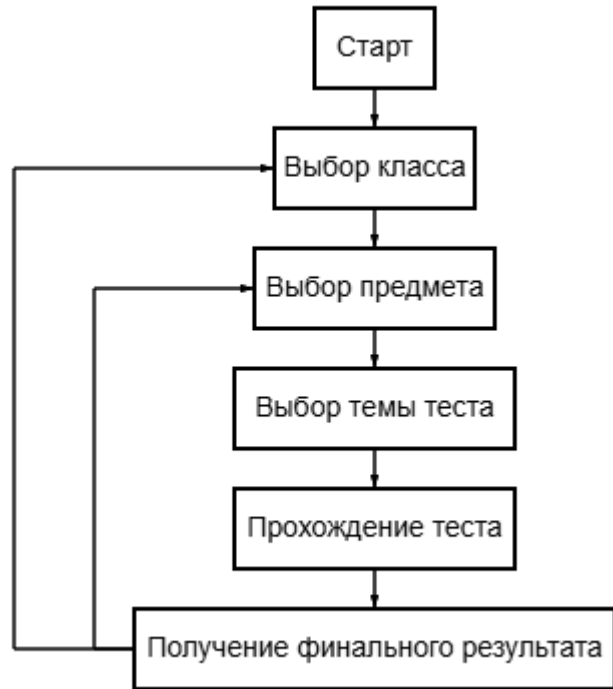 Старт
Выбор класса
Выбор предмета
Выбор темы теста
Прохождение теста
Получение финального результата